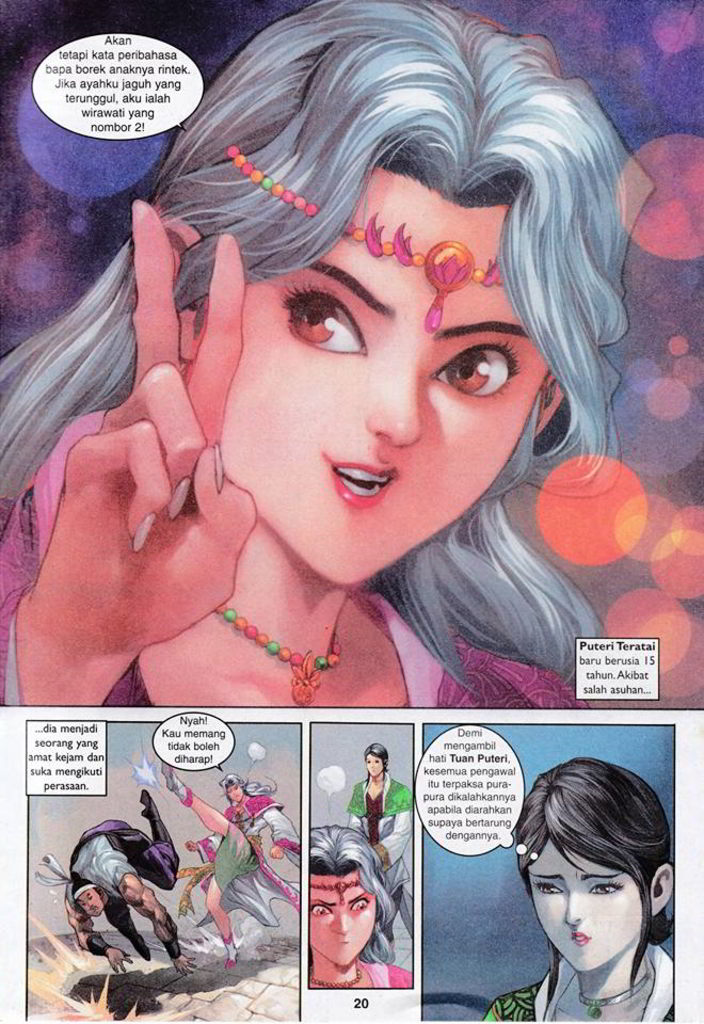 Akan
tetapi kata peribahasa
bapa borek anaknya rintek.
Jika ayahku jaguh yang
terunggul, aku ialah
wirawati yang
nombor 2!
Puteri Teratai
baru berusia 15
tahun. Akibat
salah asuhan...
...dia menjadi
seorang yang
amat kejam dan
suka mengikuti
perasaan.
Nyah!
Kau memang
tidak boleh
diharap!
Demi
mengambil
hati Tuan Puteri,
kesemua pengawal
itu terpaksa pura-
pura dikalahkannya
apabila diarahkan
supaya bertarung
dengannya.
20